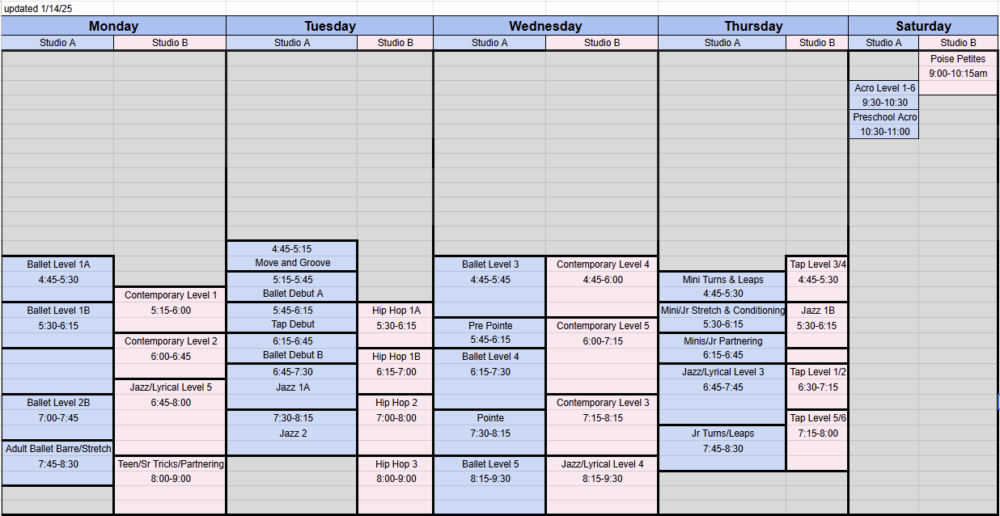 updated 1/14/25
Monday
Tuesday
Wednesday
Thursday
Saturday
Studio A
Studio B
Studio A
Studio B
Studio A
Studio B
Studio A
Studio B
Studio A
Studio B
Ballet Level 1A
4:45-5:30
Ballet Level 1B
5:30-6:15
Ballet Level 2B
7:00-7:45
Adult Ballet Barre/Stretch
7:45-8:30
Contemporary Level 1
5:15-6:00
Contemporary Level 2
6:00-6:45
Jazz/Lyrical Level 5
6:45-8:00
Teen/Sr Tricks/Partnering
8:00-9:00
4:45-5:15
Move and Groove
5:15-5:45
Ballet Debut A
5:45-6:15
Tap Debut
6:15-6:45
Ballet Debut B
6:45-7:30
Jazz 1A
7:30-8:15
Jazz 2
Hip Hop 1A
5:30-6:15
Hip Hop 1B
6:15-7:00
Hip Hop 2
7:00-8:00
Hip Hop 3
8:00-9:00
Ballet Level 3
4:45-5:45
Pre Pointe
5:45-6:15
Ballet Level 4
6:15-7:30
Pointe
7:30-8:15
Ballet Level 5
8:15-9:30
Contemporary Level 4
4:45-6:00
Contemporary Level 5
6:00-7:15
Contemporary Level 3
7:15-8:15
Jazz/Lyrical Level 4
8:15-9:30
Mini Turns & Leaps
4:45-5:30
Mini/Jr Stretch & Conditioning
5:30-6:15
Minis/Jr Partnering
6:15-6:45
Jazz/Lyrical Level 3
6:45-7:45
Jr Turns/Leaps
7:45-8:30
Tap Level 3/4
4:45-5:30
Jazz 1B
5:30-6:15
Tap Level 1/2
6:30-7:15
Tap Level 5/6
7:15-8:00
Acro Level 1-6
9:30-10:30
Preschool Acro
10:30-11:00
Poise Petites
9:00-10:15am